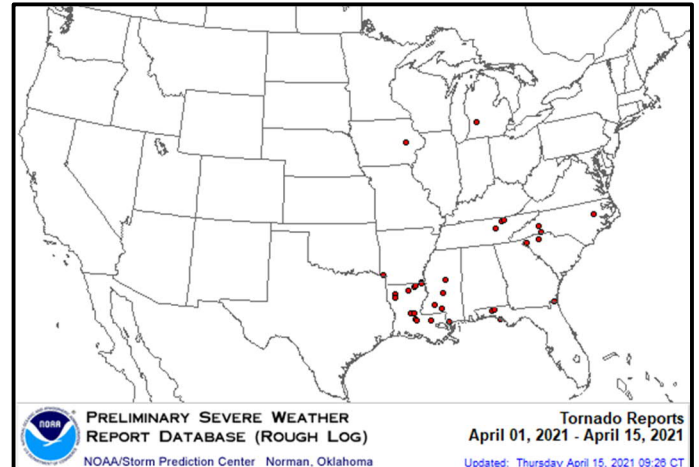 NOAA
PRELIMINARY SEVERE WEATHER
REPORT DATABASE (ROUGH LOG)
NOAA/Storm Prediction Center Norman, Oklahoma
Tornado Reports
April 01, 2021 - April 15, 2021
Updated: Thursday April 15, 2021 09:26 CT